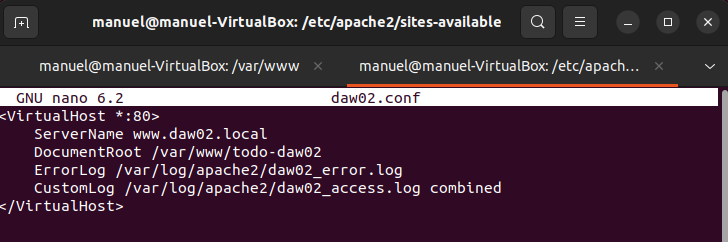 manuel@manuel-VirtualBox: /etc/apache2/sites-available
manuel@manuel-VirtualBox: /var/www
manuel@manuel-VirtualBox: /etc/apach…
GNU nano 6.2 daw02.conf
<VirtualHost *:80>
    ServerName www.daw02.local
    DocumentRoot /var/www/todo-daw02
    ErrorLog /var/log/apache2/daw02_error.log
    CustomLog /var/log/apache2/daw02_access.log combined
</VirtualHost>